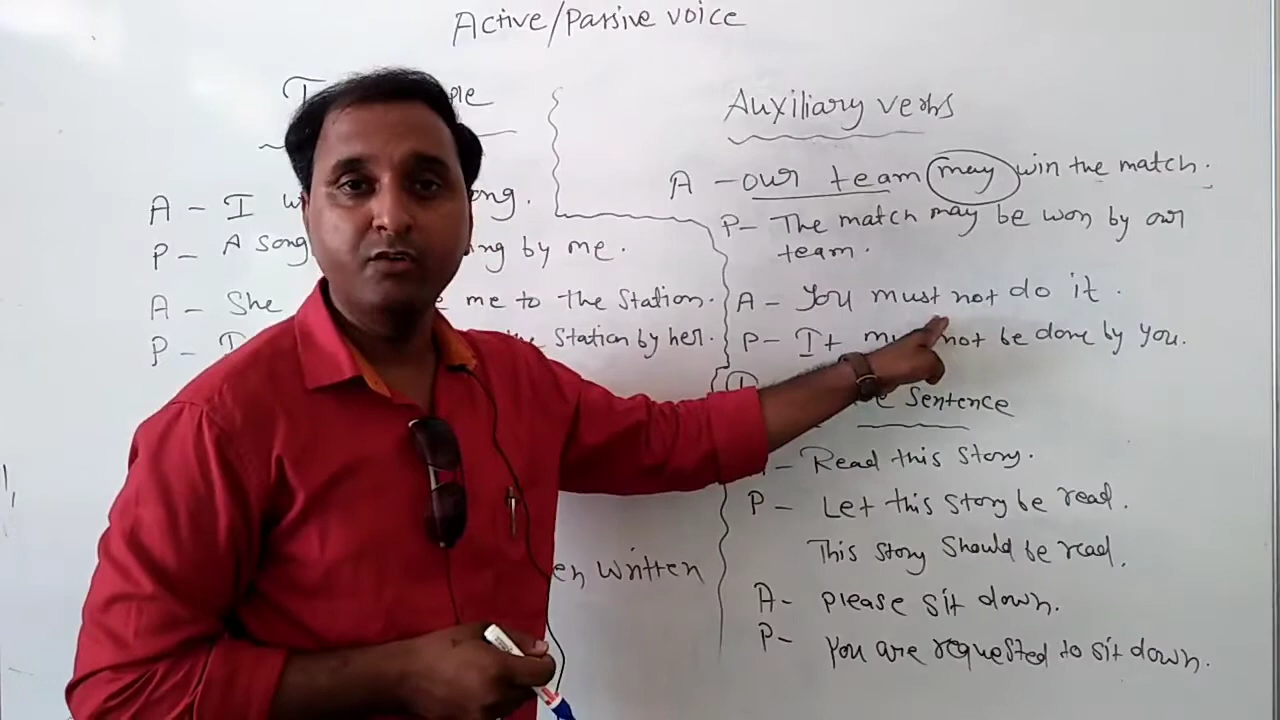 Active/Passive voice
A - I ong.
P - A song by me.
A - She me to the Station.
P - Station by her.
written
Auxiliary verbs
A - our team may win the match.
P- The match may be won by our
team.
A - You must not do it.
P - It not be done by you.
Sentence
Read this story.
P - Let this story be read.
This story should be read.
A- please sit down.
P- You are requested to sit down.